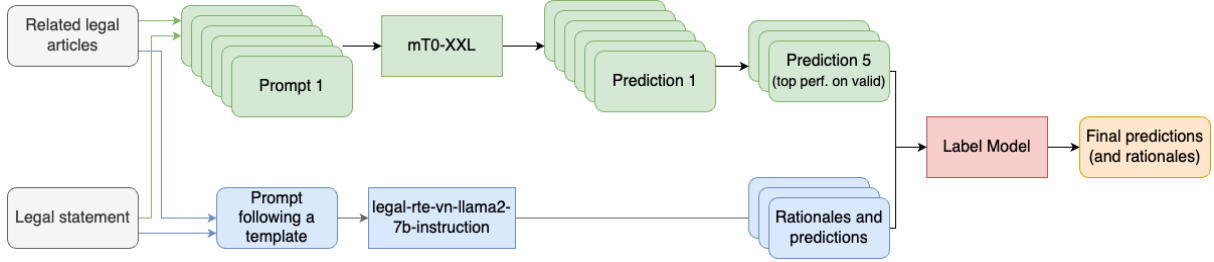 Related legal
articles
Prompt 1
mT0-XXL
Prediction 1
Prediction 5
(top perf. on valid)
Label Model
Final predictions
(and rationales)
Legal statement
Prompt
following a
template
legal-rte-vn-llama2-
7b-instruction
Rationales and
predictions